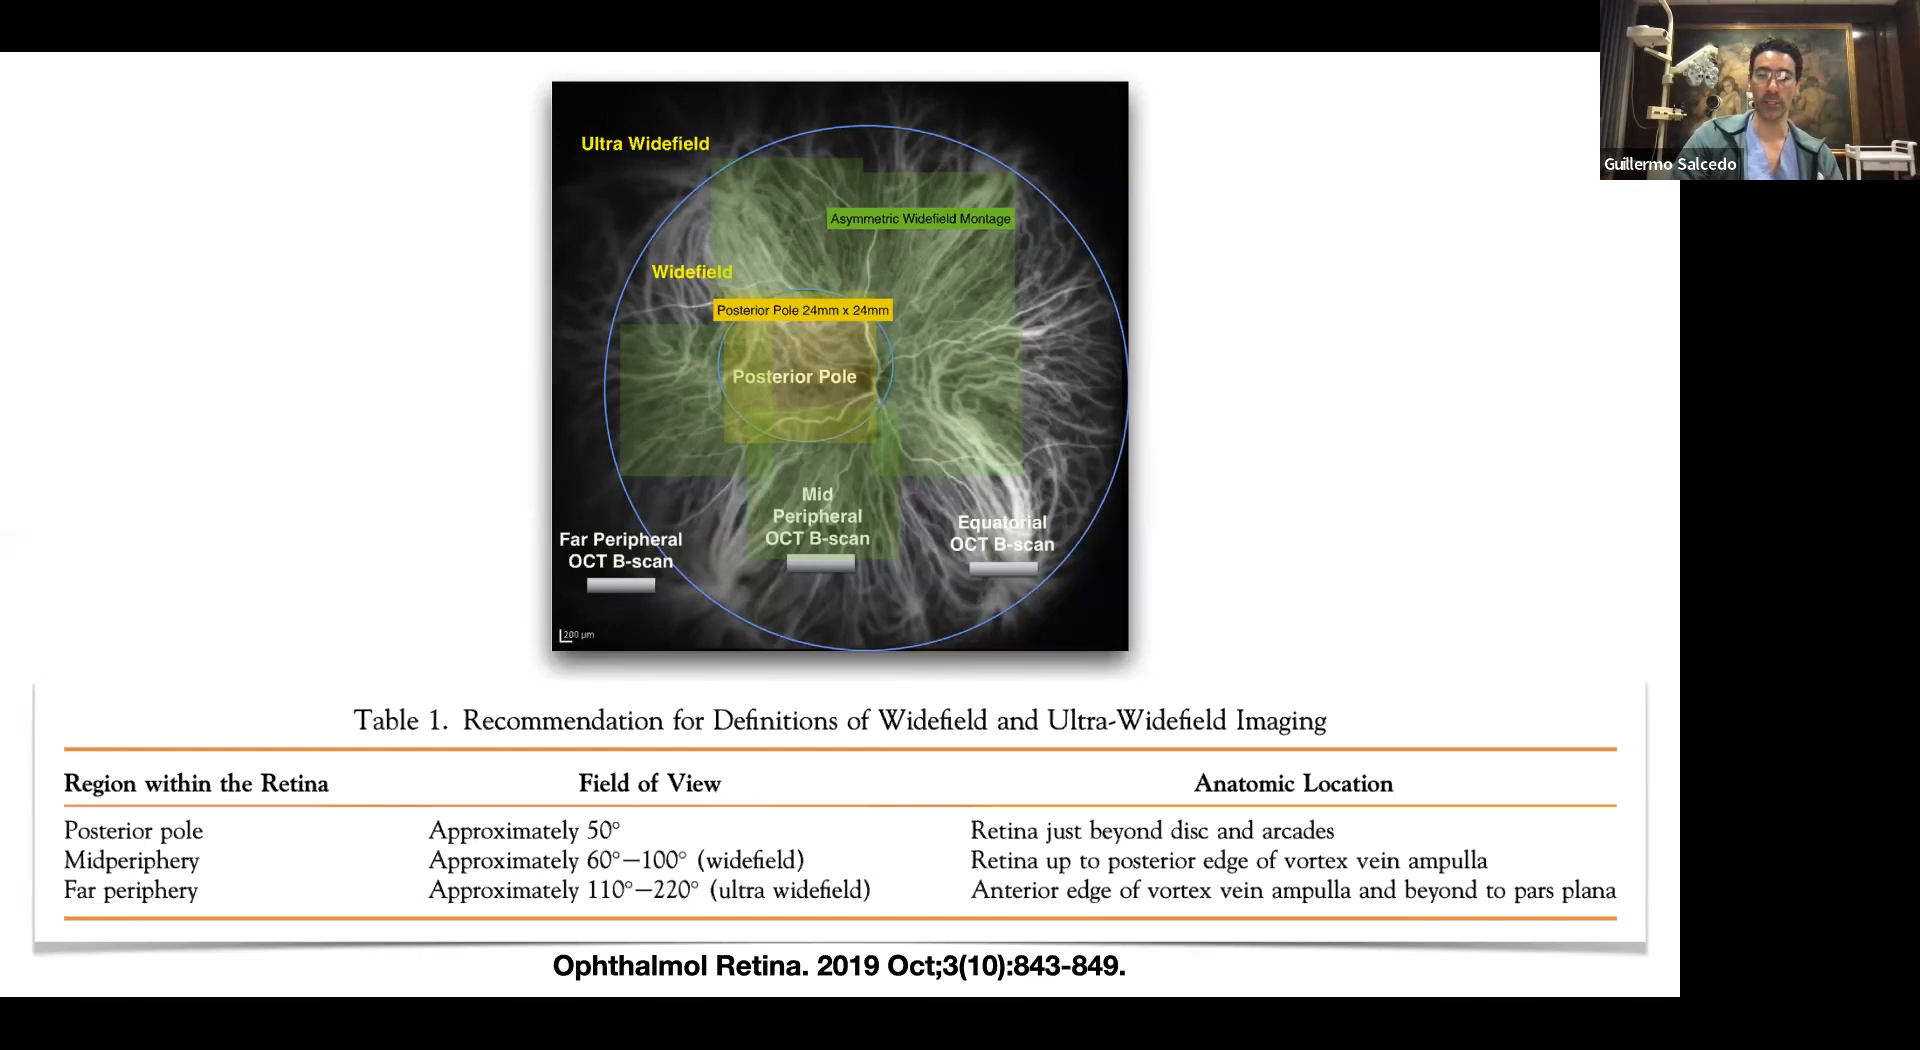 Ultra Widefield
Asymmetric Widefield Montage
Widefield
Posterior Pole 24mm x 24mm
Posterior Pole
Mid
Peripheral
OCT B-scan
Equatorial
OCT B-scan
Far Peripheral
OCT B-scan
200 µm
Guillermo Salcedo
Table 1. Recommendation for Definitions of Widefield and Ultra-Widefield Imaging
Region within the Retina Field of View Anatomic Location
Posterior pole Approximately 50° Retina just beyond disc and arcades
Midperiphery Approximately 60°–100° (widefield) Retina up to posterior edge of vortex vein ampulla
Far periphery Approximately 110°–220° (ultra widefield) Anterior edge of vortex vein ampulla and beyond to pars plana
Ophthalmol Retina. 2019 Oct;3(10):843-849.